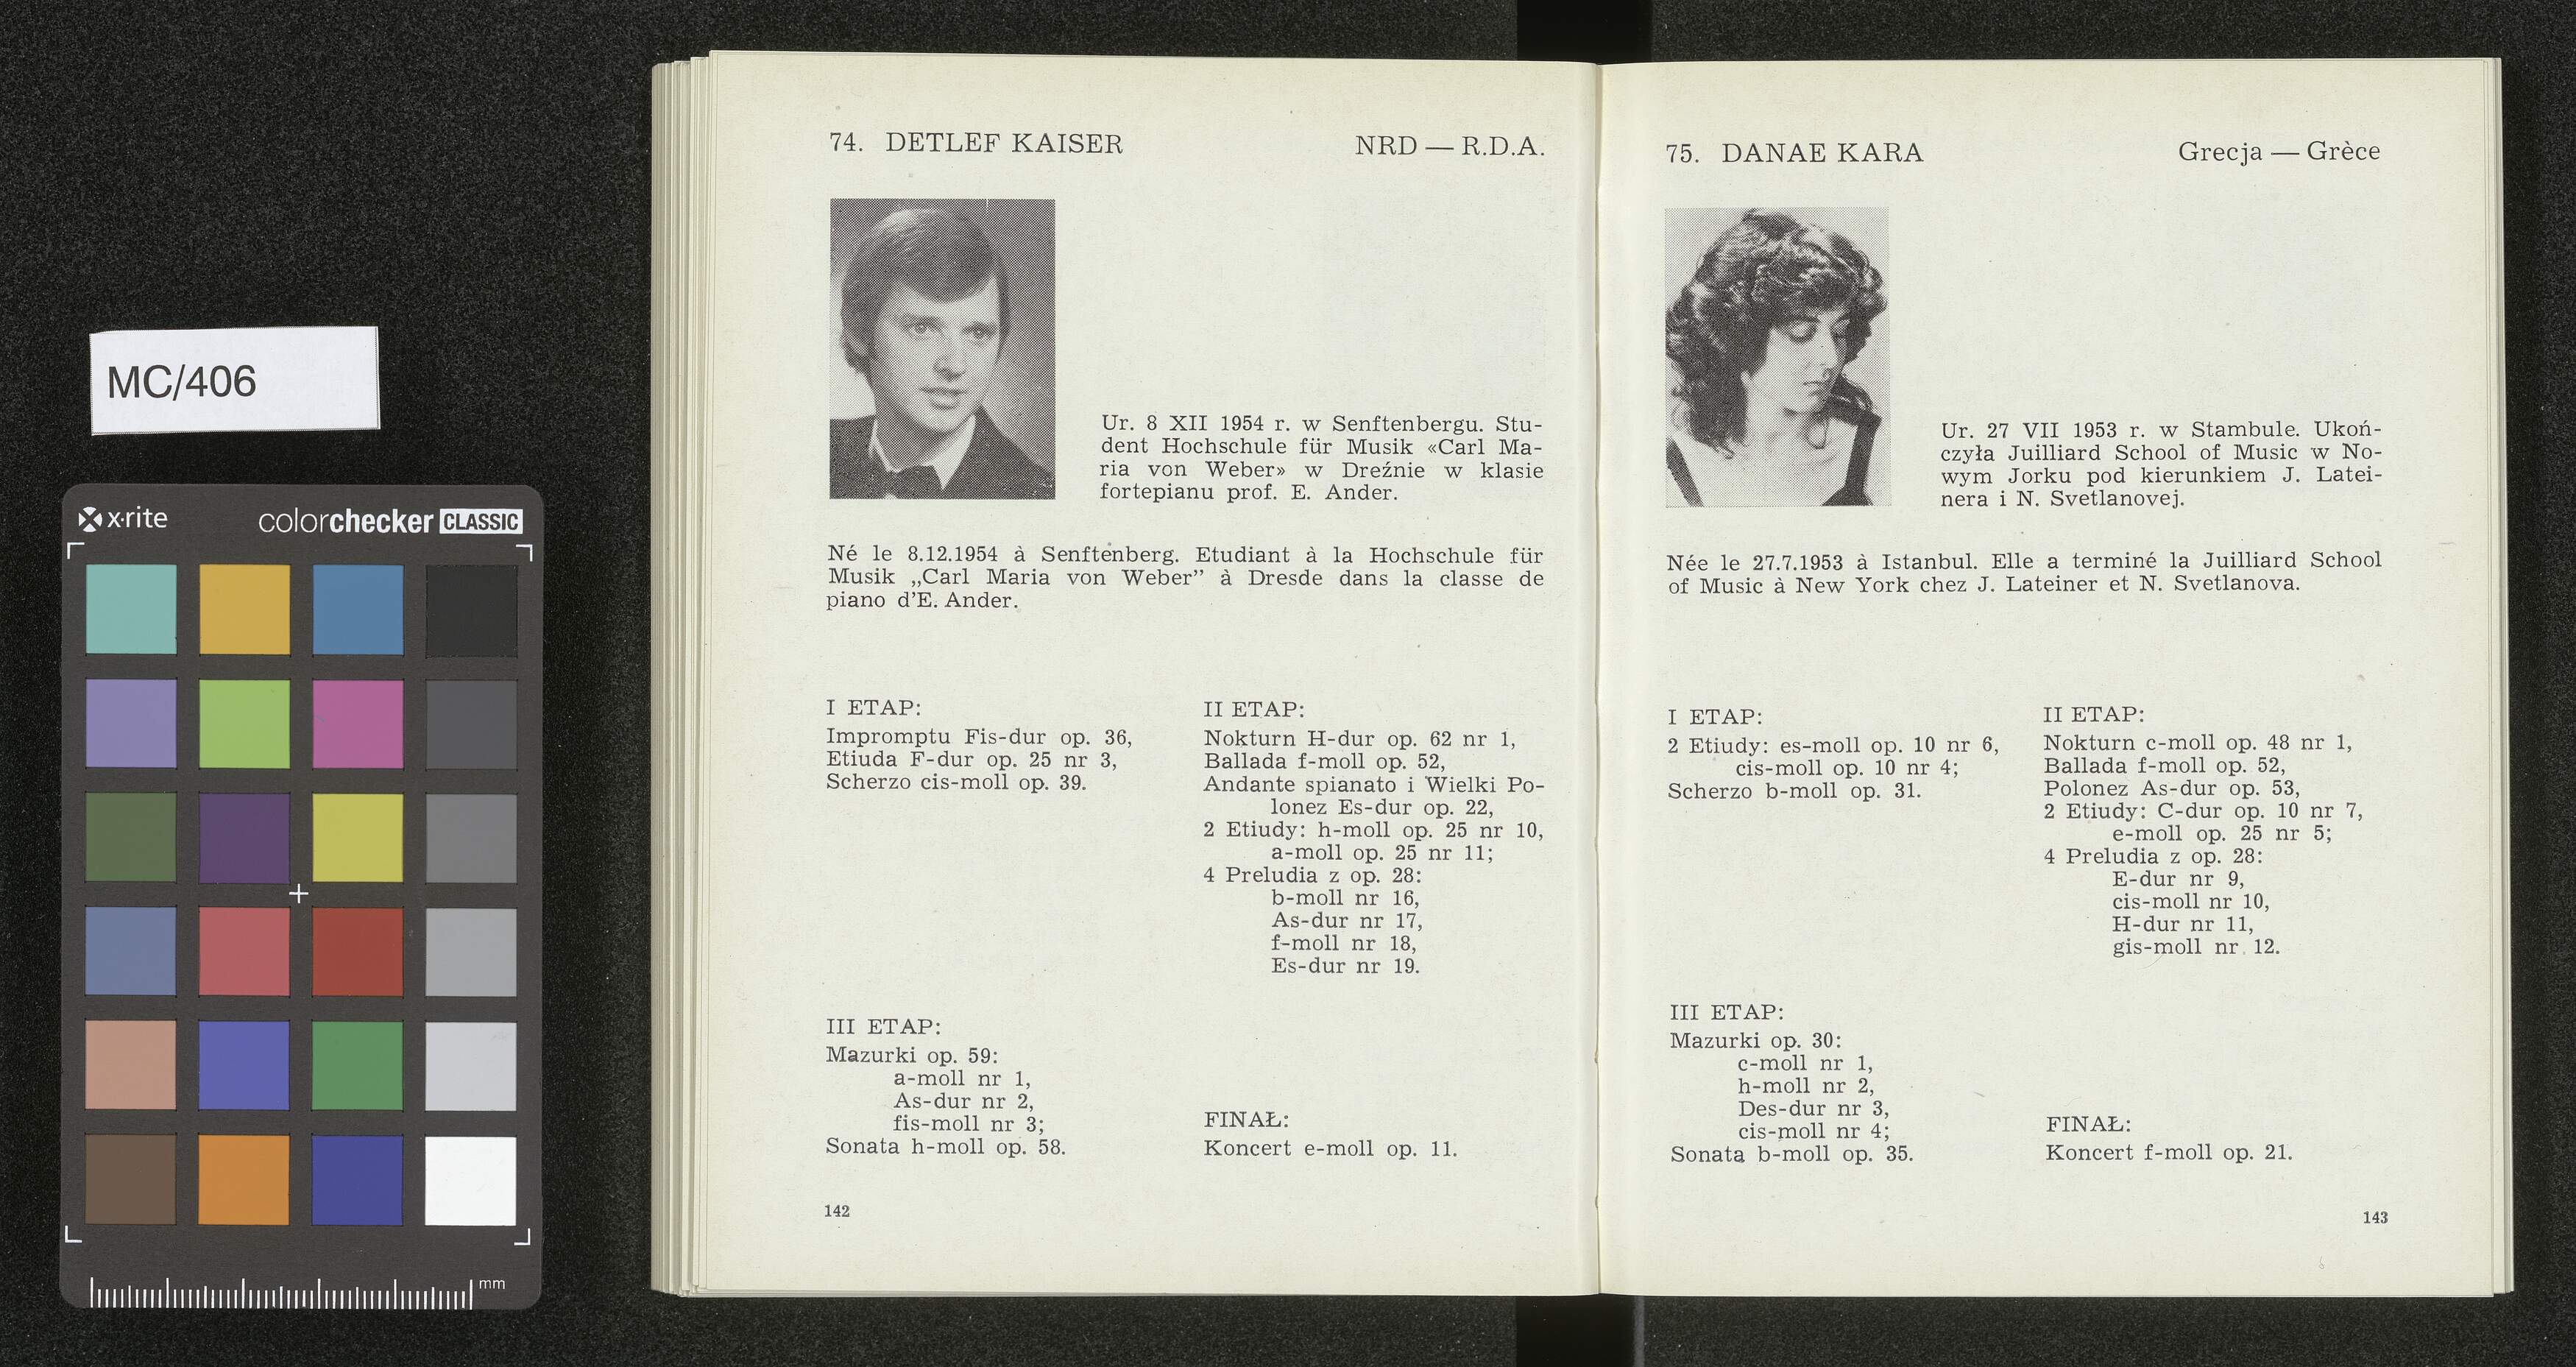 MC/406
x·rite
colorchecker CLASSIC
mm
74. DETLEF KAISER NRD — R.D.A.
Ur. 8 XII 1954 r. w Senftenbergu. Stu-
dent Hochschule für Musik «Carl Ma-
ria von Weber» w Dreźnie w klasie
fortepianu prof. E. Ander.
Né le 8.12.1954 à Senftenberg. Etudiant à la Hochschule für
Musik „Carl Maria von Weber” à Dresde dans la classe de
piano d'E. Ander.
I ETAP:
Impromptu Fis-dur op. 36,
Etiuda F-dur op. 25 nr 3,
Scherzo cis-moll op. 39.
II ETAP:
Nokturn H-dur op. 62 nr 1,
Ballada f-moll op. 52,
Andante spianato i Wielki Po-
lonez Es-dur op. 22,
2 Etiudy: h-moll op. 25 nr 10,
a-moll op. 25 nr 11;
4 Preludia z op. 28:
b-moll nr 16,
As-dur nr 17,
f-moll nr 18,
Es-dur nr 19.
III ETAP:
Mazurki op. 59:
a-moll nr 1,
As-dur nr 2,
fis-moll nr 3;
Sonata h-moll op. 58.
FINAŁ:
Koncert e-moll op. 11.
142
75. DANAE KARA Grecja — Grèce
Ur. 27 VII 1953 r. w Stambule. Ukoń-
czyła Juilliard School of Music w No-
wym Jorku pod kierunkiem J. Latei-
nera i N. Svetlanovej.
Née le 27.7.1953 à Istanbul. Elle a terminé la Juilliard School
of Music à New York chez J. Lateiner et N. Svetlanova.
I ETAP:
2 Etiudy: es-moll op. 10 nr 6,
cis-moll op. 10 nr 4;
Scherzo b-moll op. 31.
II ETAP:
Nokturn c-moll op. 48 nr 1,
Ballada f-moll op. 52,
Polonez As-dur op. 53,
2 Etiudy: C-dur op. 10 nr 7,
e-moll op. 25 nr 5;
4 Preludia z op. 28:
E-dur nr 9,
cis-moll nr 10,
H-dur nr 11,
gis-moll nr 12.
III ETAP:
Mazurki op. 30:
c-moll nr 1,
h-moll nr 2,
Des-dur nr 3,
cis-moll nr 4;
Sonata b-moll op. 35.
FINAŁ:
Koncert f-moll op. 21.
143